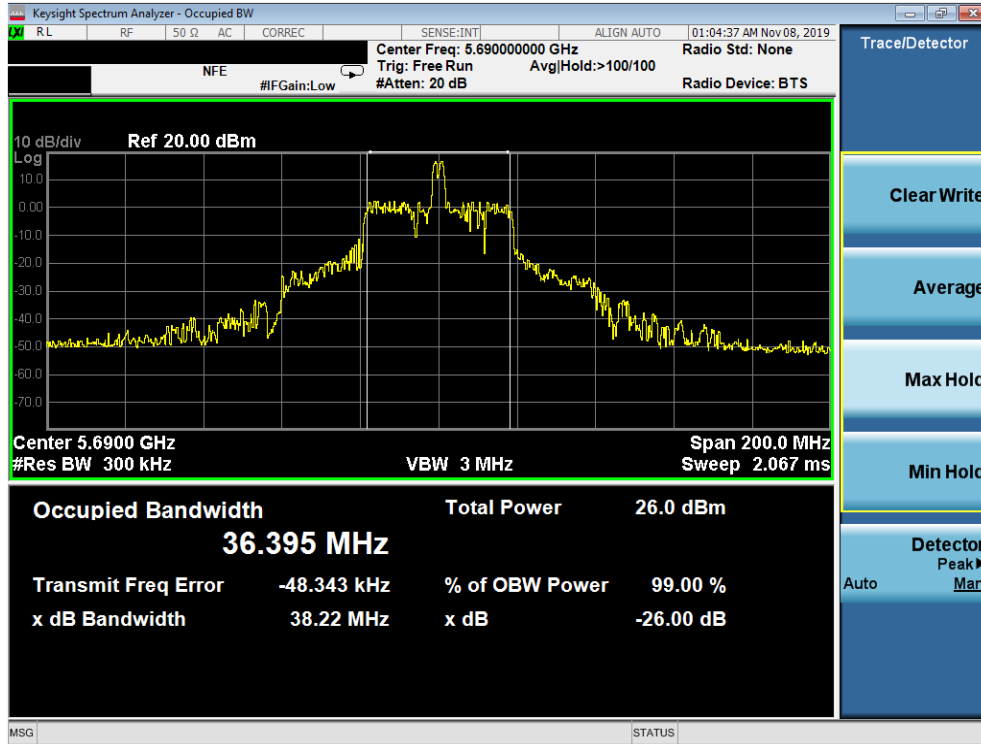 Keysight Spectrum Analyzer - Occupied BW
LXI RL RF 50 Ω AC CORREC SENSE:INT ALIGN AUTO 01:04:37 AM Nov 08, 2019
Center Freq: 5.690000000 GHz Radio Std: None
NFE Trig: Free Run Avg|Hold:>100/100
#IFGain:Low #Atten: 20 dB Radio Device: BTS
10 dB/div Ref 20.00 dBm
Log
10.0
0.00
-10.0
-20.0
-30.0
-40.0
-50.0
-60.0
-70.0
Center 5.6900 GHz Span 200.0 MHz
#Res BW 300 kHz VBW 3 MHz Sweep 2.067 ms
Occupied Bandwidth Total Power 26.0 dBm
36.395 MHz
Transmit Freq Error -48.343 kHz % of OBW Power 99.00 %
x dB Bandwidth 38.22 MHz x dB -26.00 dB
MSG STATUS
Trace/Detector
Clear Write
Average
Max Hold
Min Hold
Detector
Peak▶
Auto Man